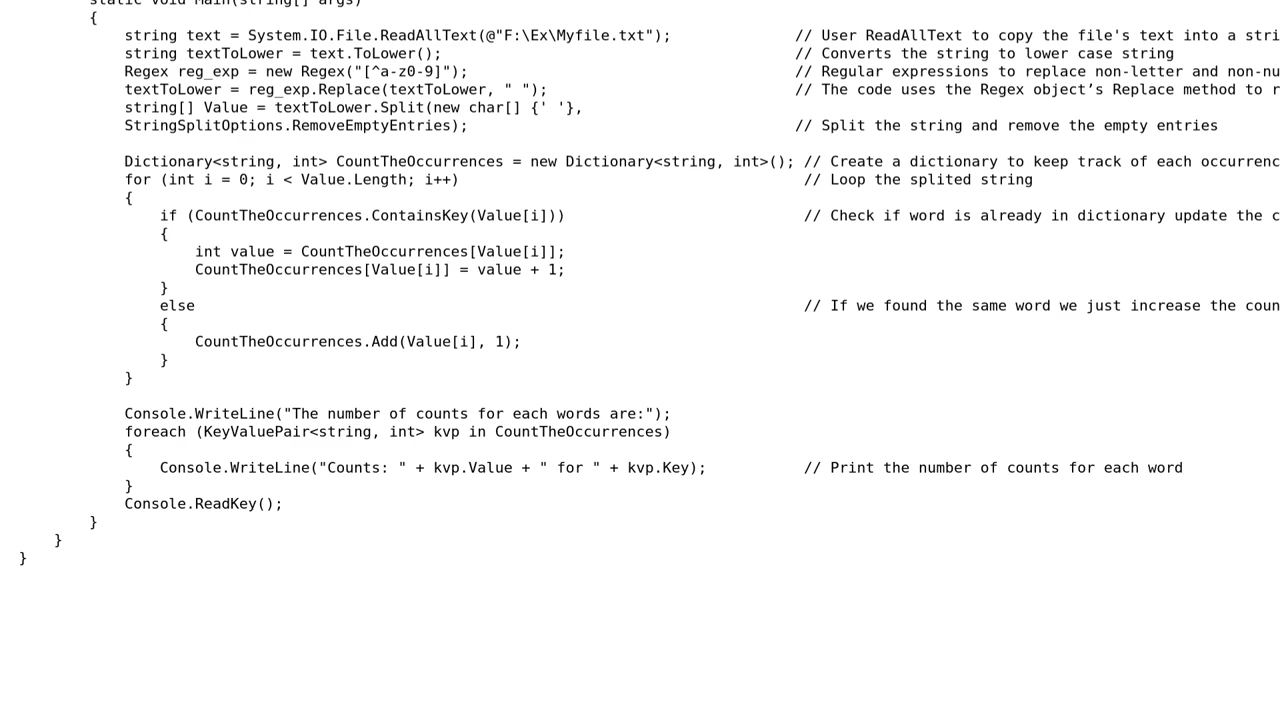 static void Main(string[] args)
{
string text = System.IO.File.ReadAllText(@"F:\Ex\Myfile.txt"); // User ReadAllText to copy the file's text into a stri
string textToLower = text.ToLower(); // Converts the string to lower case string
Regex reg_exp = new Regex("[^a-z0-9]"); // Regular expressions to replace non-letter and non-nu
textToLower = reg_exp.Replace(textToLower, " "); // The code uses the Regex object’s Replace method to r
string[] Value = textToLower.Split(new char[] {' '},
StringSplitOptions.RemoveEmptyEntries); // Split the string and remove the empty entries
Dictionary<string, int> CountTheOccurrences = new Dictionary<string, int>(); // Create a dictionary to keep track of each occurrenc
for (int i = 0; i < Value.Length; i++) // Loop the splited string
{
if (CountTheOccurrences.ContainsKey(Value[i])) // Check if word is already in dictionary update the c
{
int value = CountTheOccurrences[Value[i]];
CountTheOccurrences[Value[i]] = value + 1;
}
else // If we found the same word we just increase the coun
{
CountTheOccurrences.Add(Value[i], 1);
}
}
Console.WriteLine("The number of counts for each words are:");
foreach (KeyValuePair<string, int> kvp in CountTheOccurrences)
{
Console.WriteLine("Counts: " + kvp.Value + " for " + kvp.Key); // Print the number of counts for each word
}
Console.ReadKey();
}
}
}